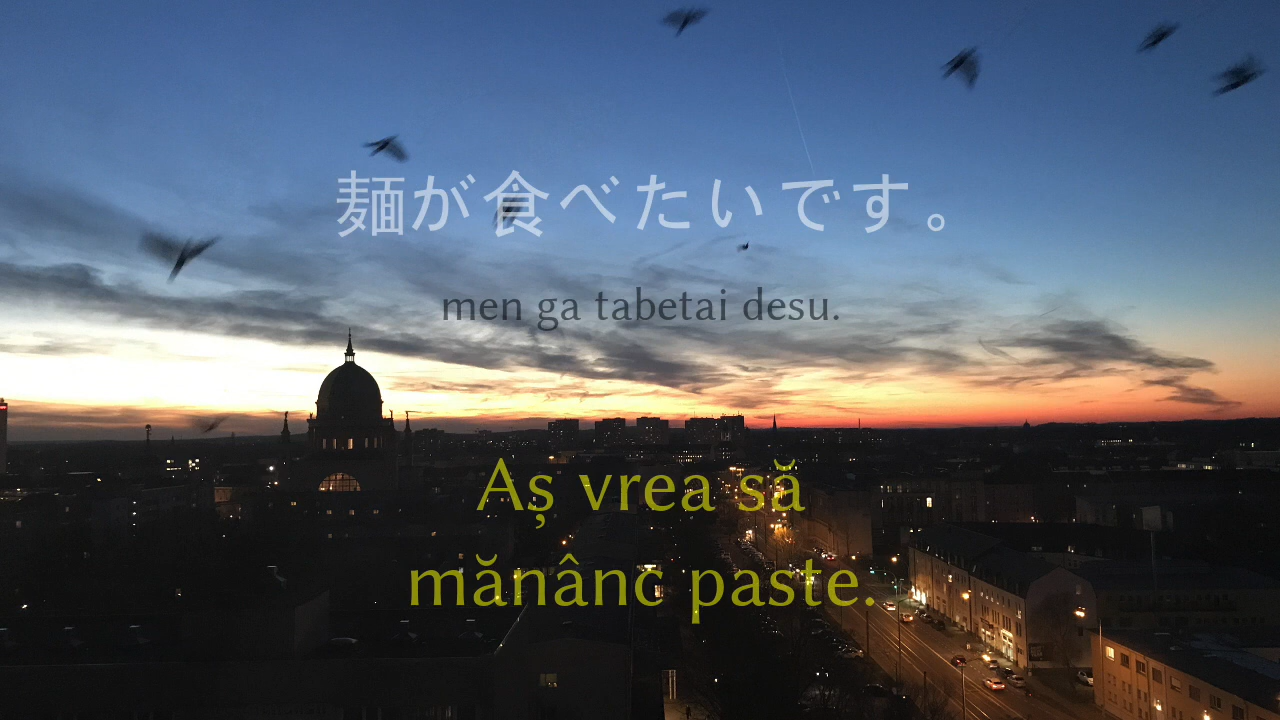 麺が食べたいです。
men ga tabetai desu.
Aș vrea să
mănânc paste.